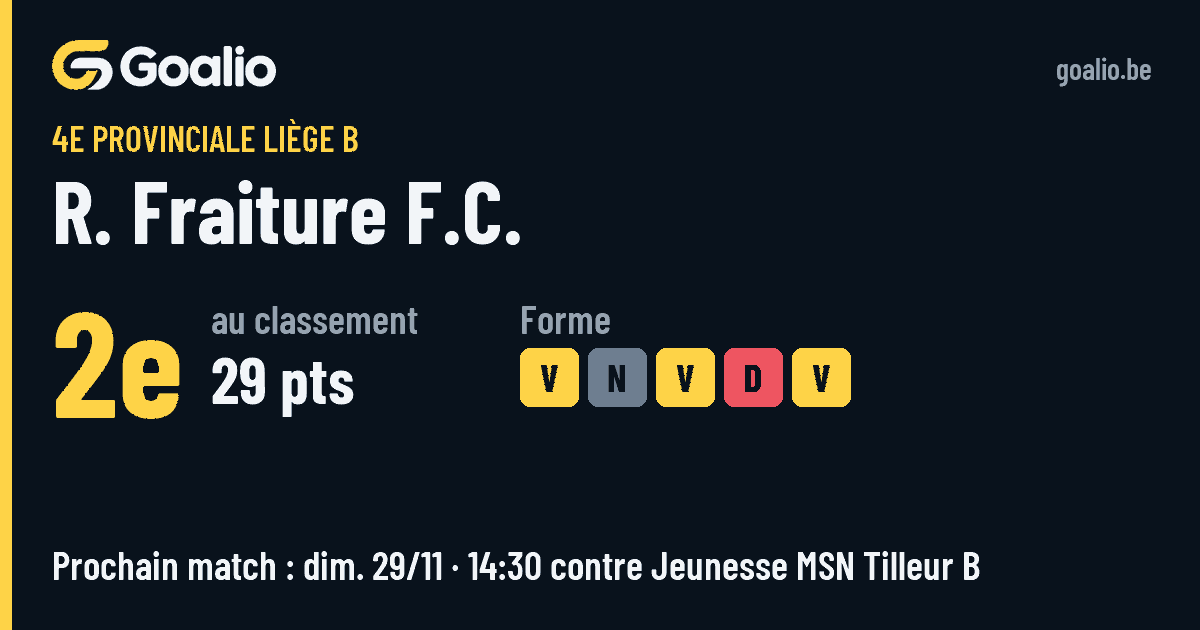 Goalio
goalio.be
4E PROVINCIALE LIÈGE B
R. Fraiture F.C.
2e
au classement
29 pts
Forme
V N V D V
Prochain match : dim. 29/11 · 14:30 contre Jeunesse MSN Tilleur B